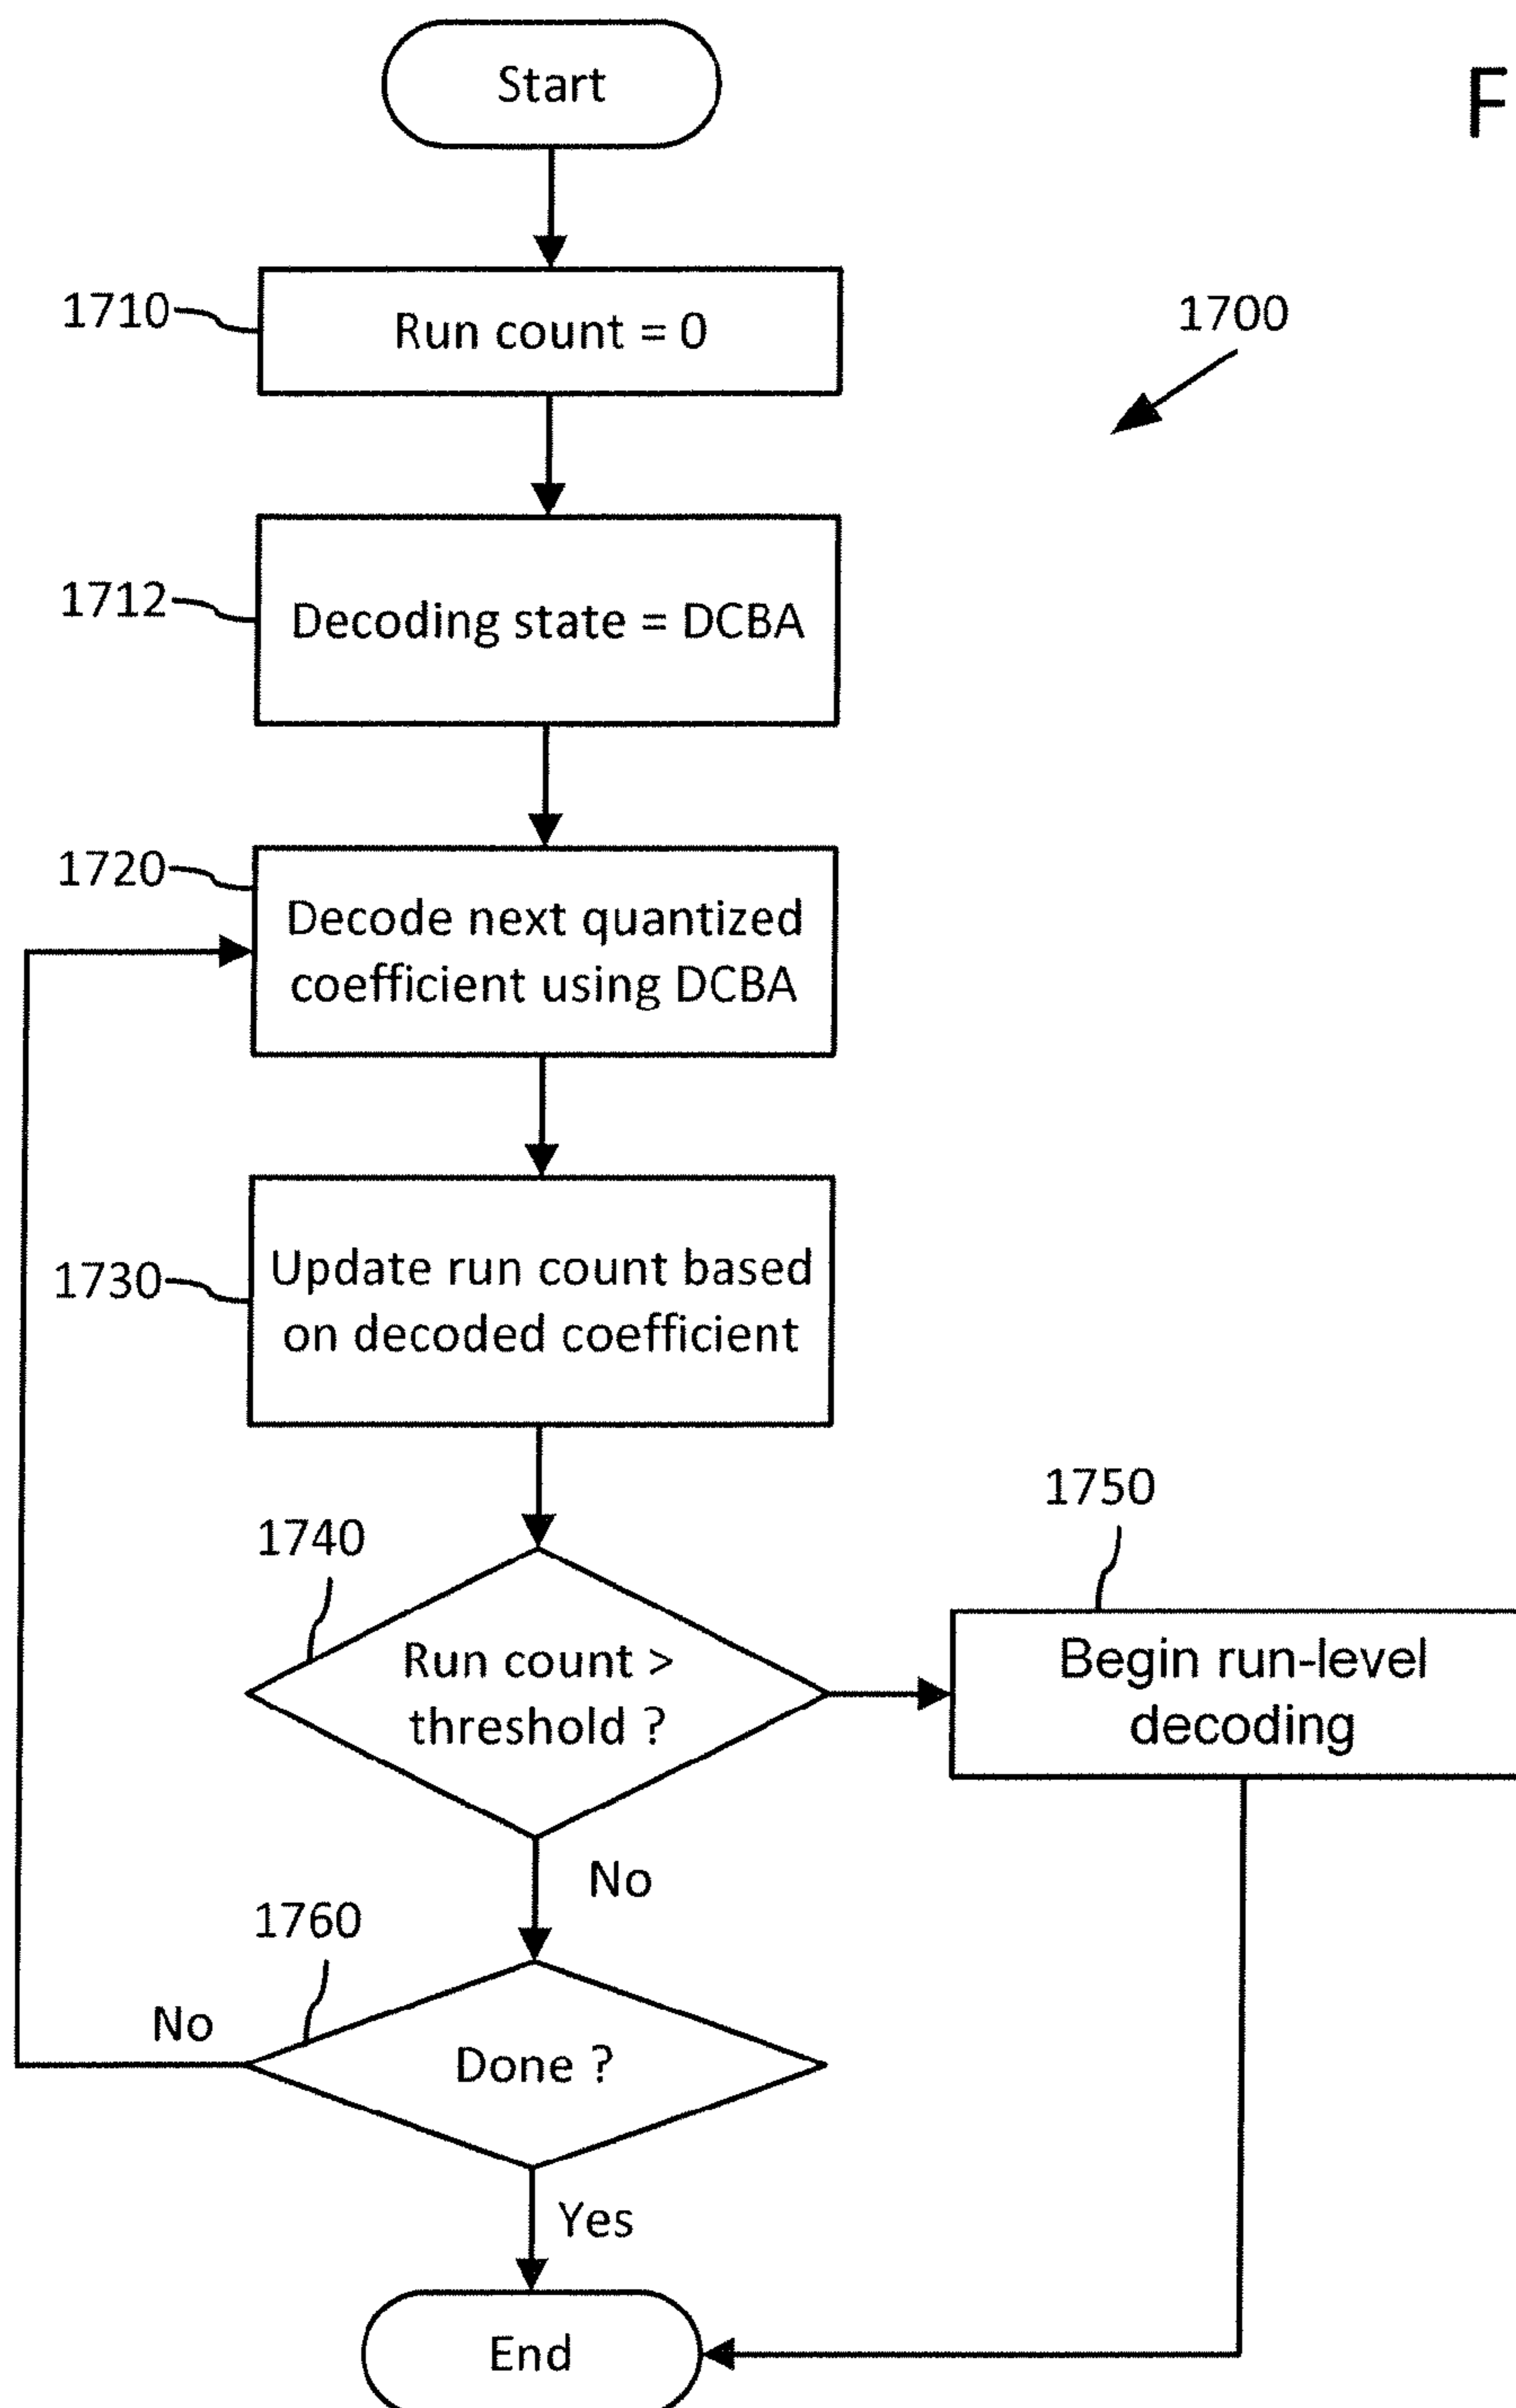 Start
F
1710
Run count = 0
1700
1712
Decoding state = DCBA
1720
Decode next quantized
coefficient using DCBA
1730
Update run count based
on decoded coefficient
1740
Run count >
threshold ?
1750
Begin run-level
decoding
No
1760
No
Done ?
Yes
End